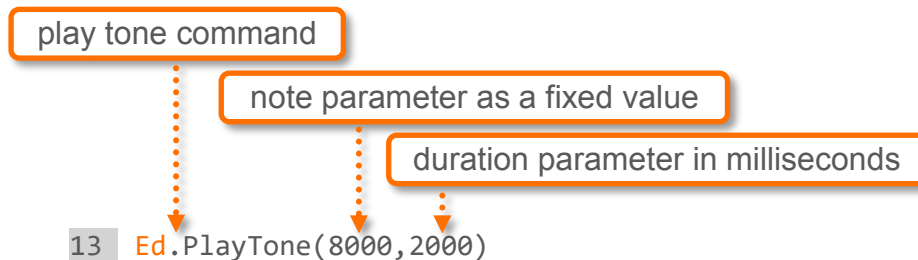 play tone command
note parameter as a fixed value
duration parameter in milliseconds
13 Ed.PlayTone(8000,2000)